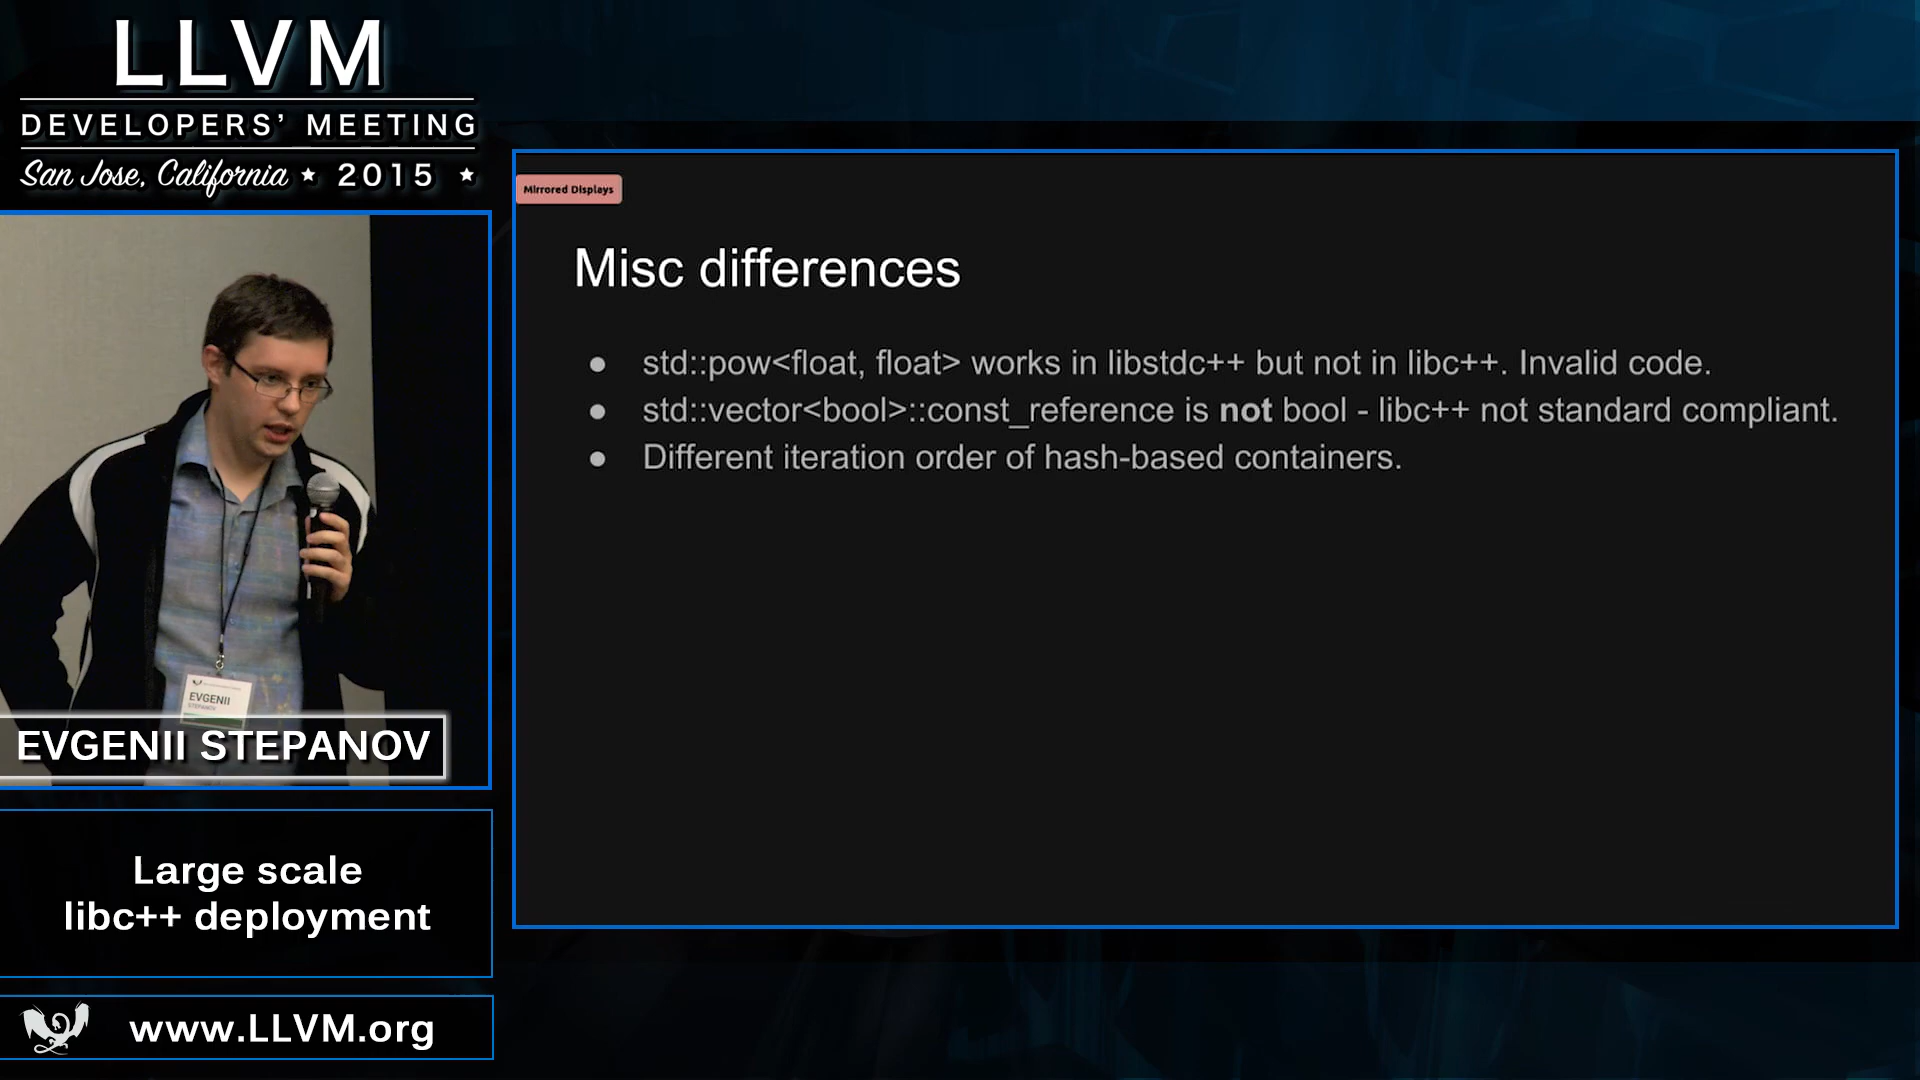 LLVM
DEVELOPERS’ MEETING
San Jose, California ★ 2015 ★
EVGENII
STEPANOV
EVGENII STEPANOV
Large scale
libc++ deployment
www.LLVM.org
Mirrored Displays
Misc differences
● std::pow<float, float> works in libstdc++ but not in libc++. Invalid code.
● std::vector<bool>::const_reference is not bool - libc++ not standard compliant.
● Different iteration order of hash-based containers.